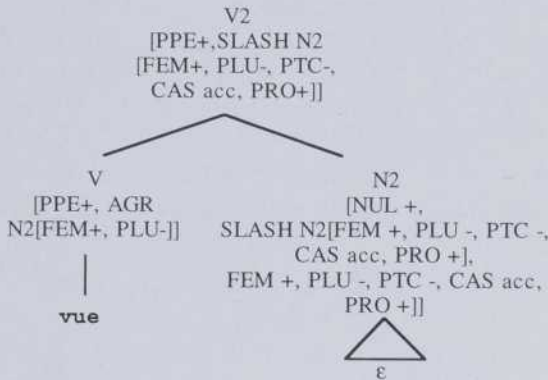 V2
[PPE+,SLASH N2
[FEM+, PLU-, PTC-,
CAS acc, PRO+]]
V
[PPE+, AGR
N2[FEM+, PLU-]]
vue
N2
[NUL +,
SLASH N2[FEM +, PLU -, PTC -,
CAS acc, PRO +],
FEM +, PLU -, PTC -, CAS acc,
PRO +]]
ε